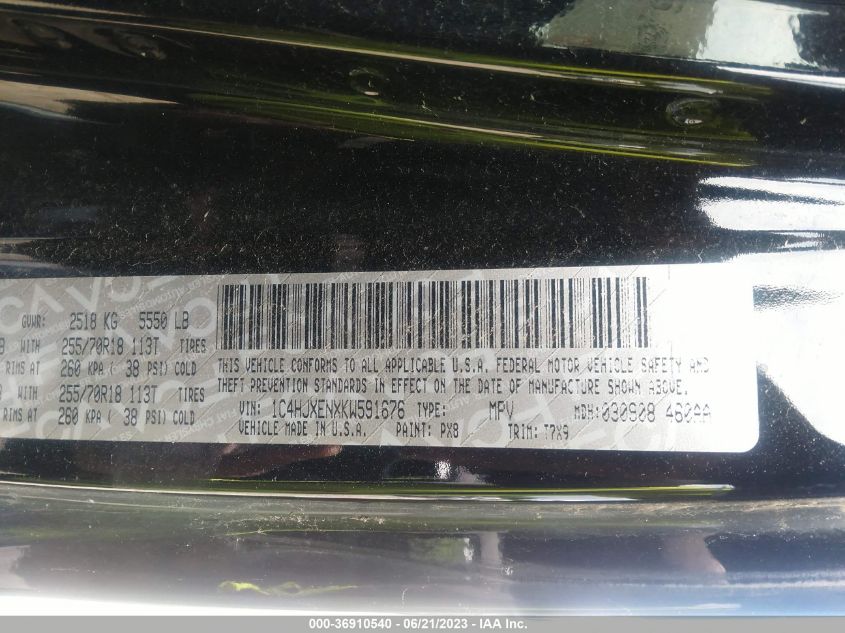 GVWR: 2518 KG 5550 LB
B WITH 255/70R18 113T TIRES
RIMS AT 260 KPA ( 38 PSI) COLD
B WITH 255/70R18 113T TIRES
RIMS AT 260 KPA ( 38 PSI) COLD
THIS VEHICLE CONFORMS TO ALL APPLICABLE U.S.A. FEDERAL MOTOR VEHICLE SAFETY AND
THEFT PREVENTION STANDARDS IN EFFECT ON THE DATE OF MANUFACTURE SHOWN ABOVE.
VIN: 1C4HJXENXKW591676 TYPE: MPV MDH: 030908 460AA
VEHICLE MADE IN U.S.A. PAINT: PX8 TRIM: T7X9
000-36910540 / 06/21/2023 / IAA Inc.